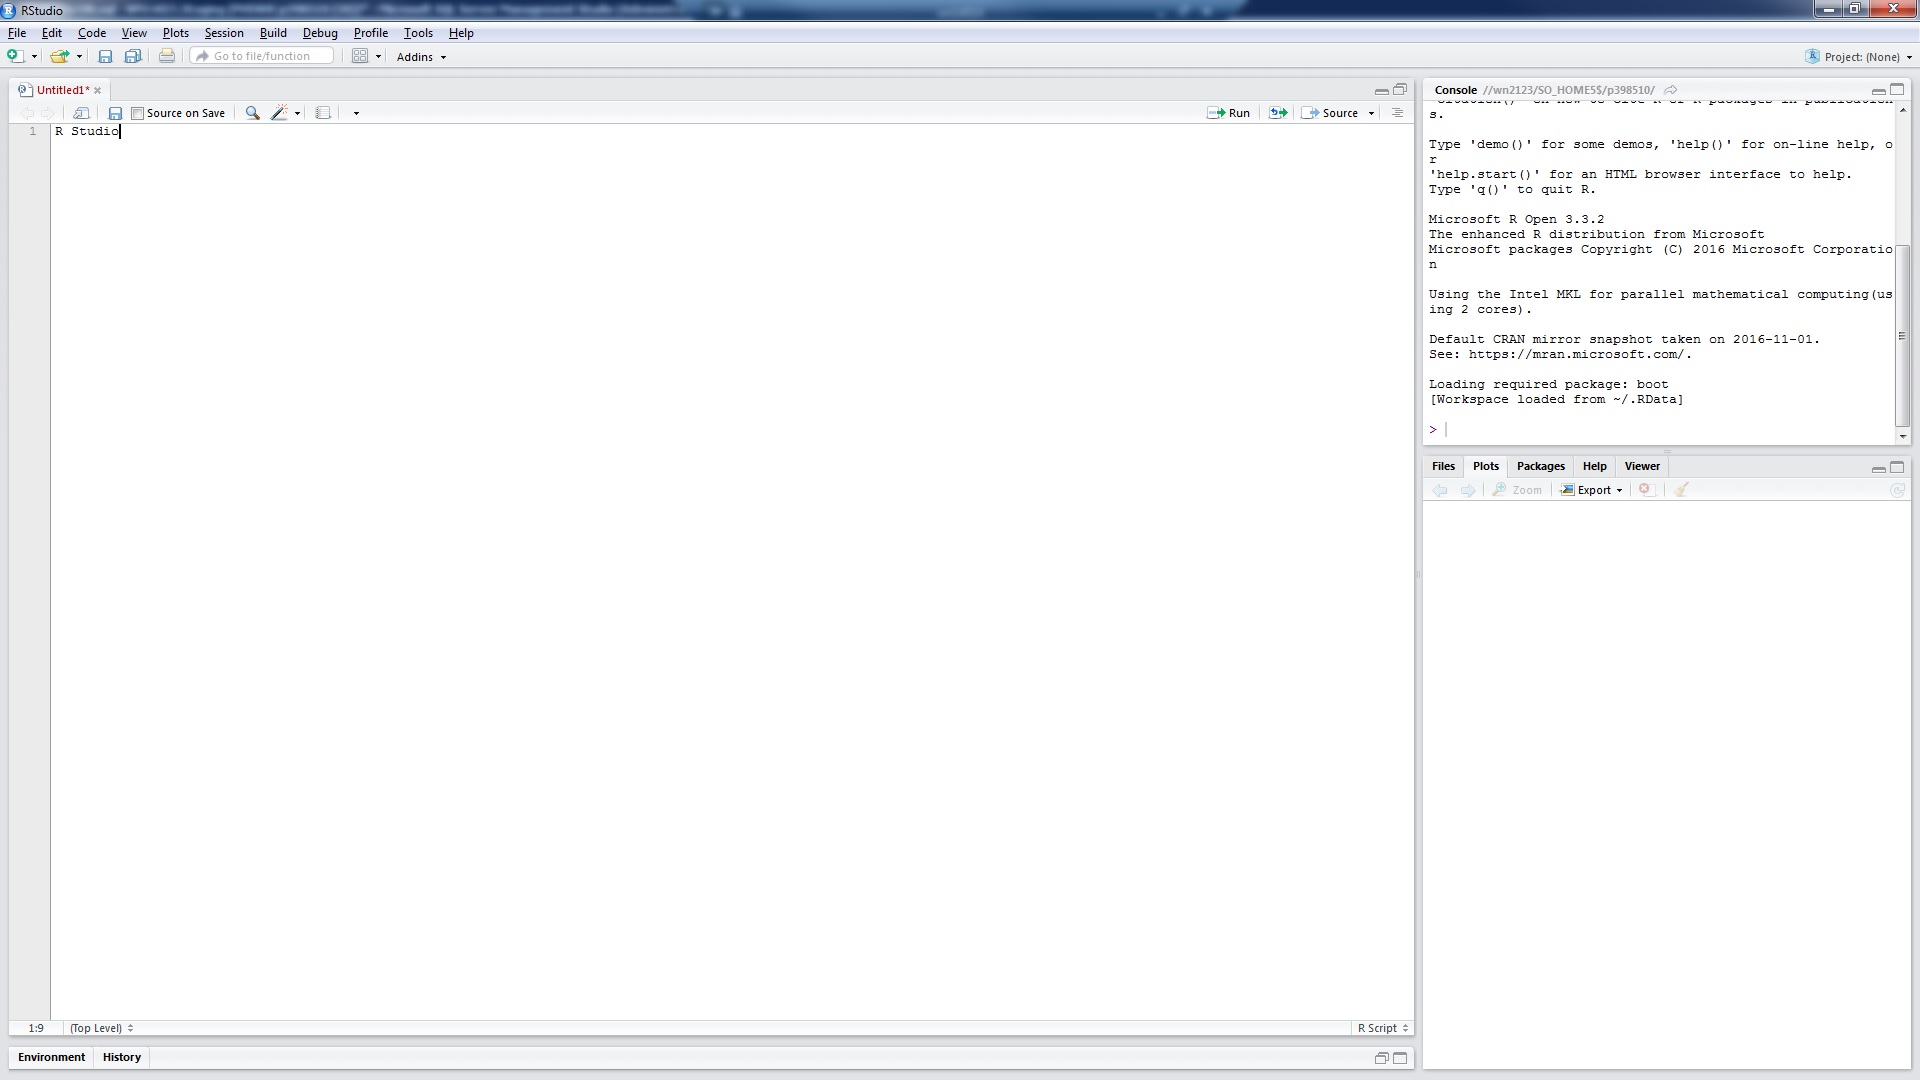 RStudio
File Edit Code View Plots Session Build Debug Profile Tools Help
Go to file/function Addins Project: (None)
Untitled1*
Source on Save Run Source
1 R Studio
1:9 (Top Level) R Script
Environment History
Console //wn2123/SO_HOME5$/p398510/
s.
Type 'demo()' for some demos, 'help()' for on-line help, o
r
'help.start()' for an HTML browser interface to help.
Type 'q()' to quit R.
Microsoft R Open 3.3.2
The enhanced R distribution from Microsoft
Microsoft packages Copyright (C) 2016 Microsoft Corporatio
n
Using the Intel MKL for parallel mathematical computing(us
ing 2 cores).
Default CRAN mirror snapshot taken on 2016-11-01.
See: https://mran.microsoft.com/.
Loading required package: boot
[Workspace loaded from ~/.RData]
>
Files Plots Packages Help Viewer
Zoom Export